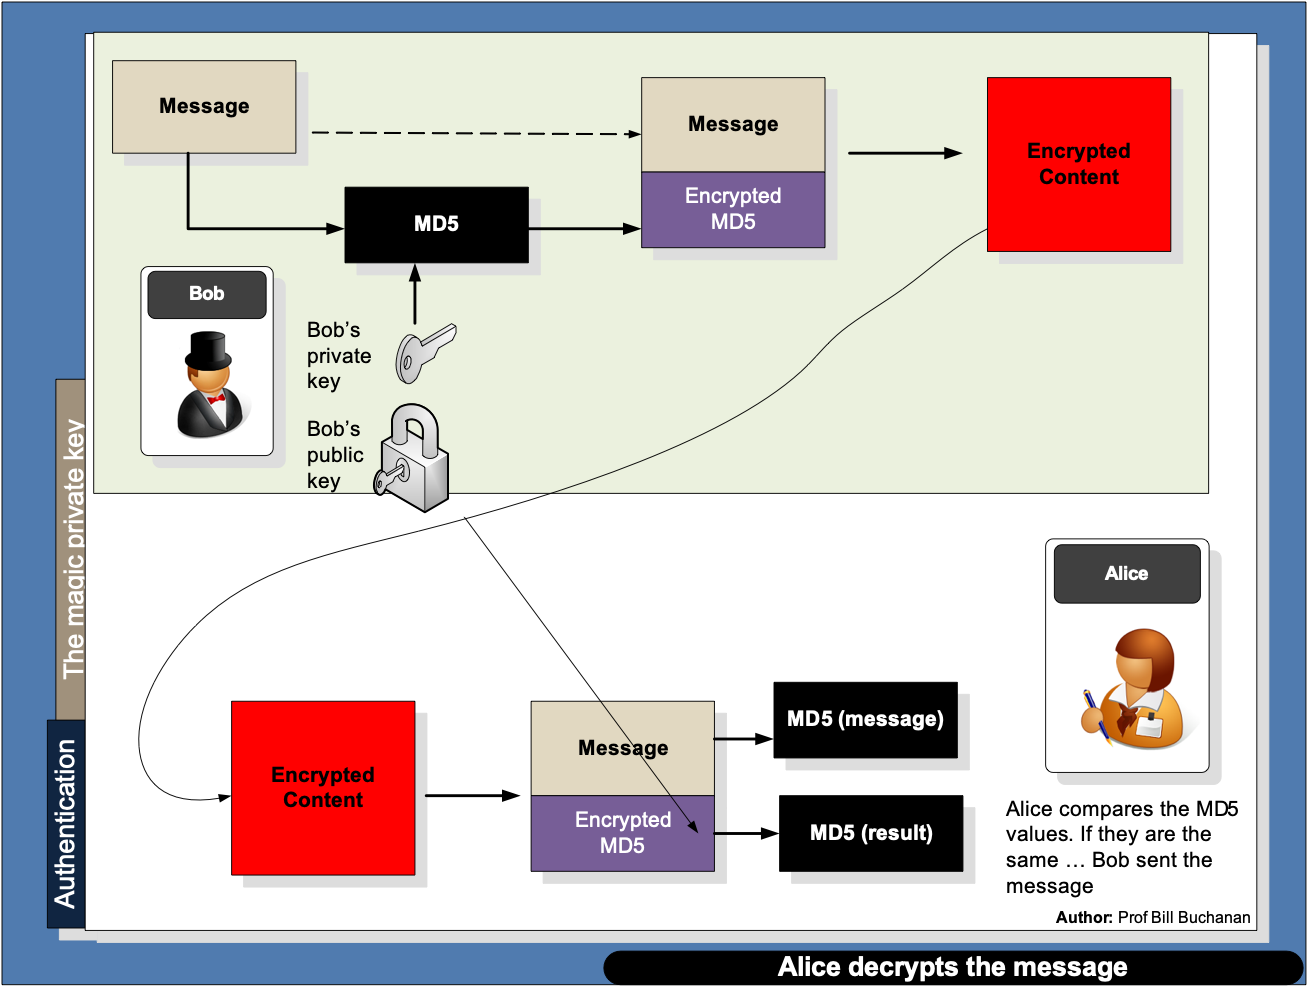 Message
Message
Encrypted
MD5
Encrypted
Content
MD5
Bob
Bob's
private
key
Bob's
public
key
The magic private key
Authentication
Alice
Encrypted
Content
Message
Encrypted
MD5
MD5 (message)
MD5 (result)
Alice compares the MD5
values. If they are the
same … Bob sent the
message
Author: Prof Bill Buchanan
Alice decrypts the message